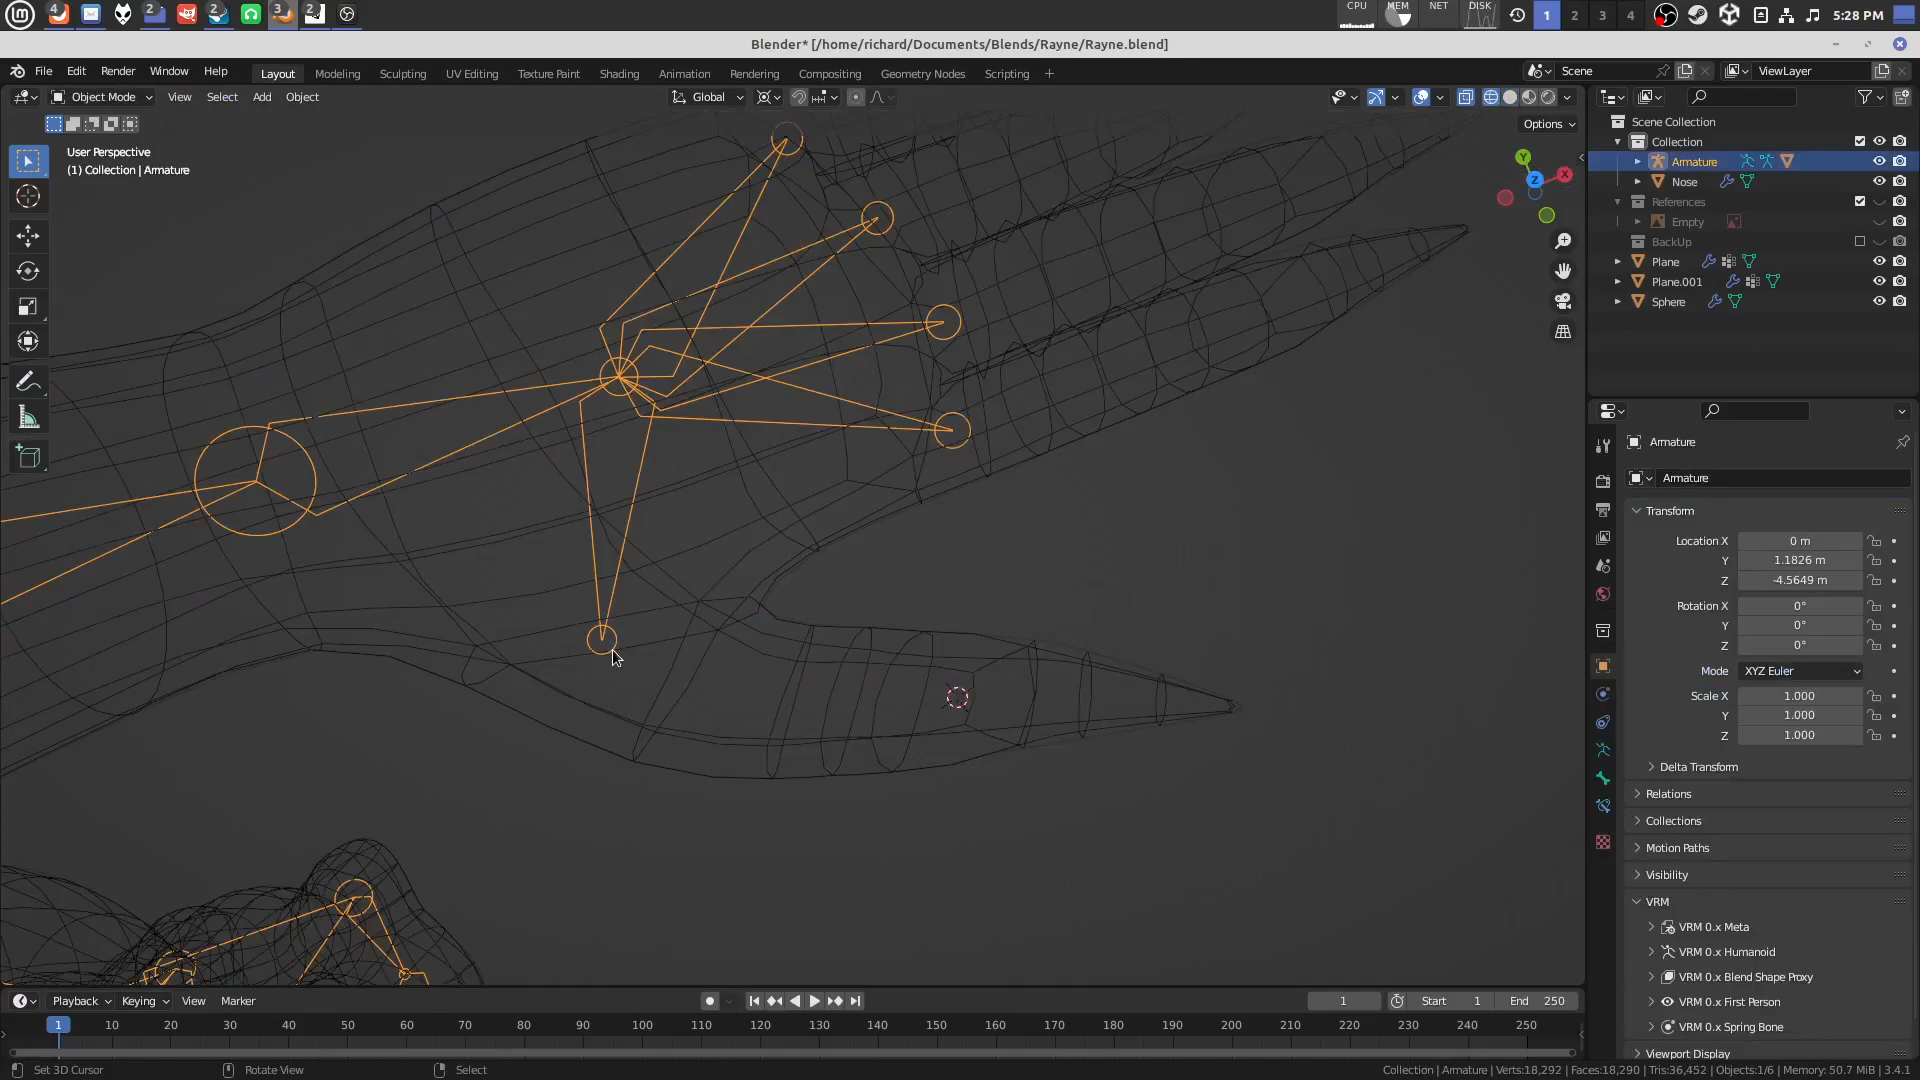 4 2 2 3 2
CPU MEM NET DISK 1 2 3 4 5:28 PM
Blender* [/home/richard/Documents/Blends/Rayne/Rayne.blend]
File Edit Render Window Help Layout Modeling Sculpting UV Editing Texture Paint Shading Animation Rendering Compositing Geometry Nodes Scripting + Scene ViewLayer
Object Mode View Select Add Object Global
Options
User Perspective
(1) Collection | Armature
Y X Z
Scene Collection
Collection
Armature
Nose
References
Empty
BackUp
Plane
Plane.001
Sphere
Armature
Armature
Transform
Location X 0 m
Y 1.1826 m
Z -4.5649 m
Rotation X 0°
Y 0°
Z 0°
Mode XYZ Euler
Scale X 1.000
Y 1.000
Z 1.000
Delta Transform
Relations
Collections
Motion Paths
Visibility
VRM
VRM 0.x Meta
VRM 0.x Humanoid
VRM 0.x Blend Shape Proxy
VRM 0.x First Person
VRM 0.x Spring Bone
Viewport Display
Playback Keying View Marker 1 Start 1 End 250
1 10 20 30 40 50 60 70 80 90 100 110 120 130 140 150 160 170 180 190 200 210 220 230 240 250
Set 3D Cursor Rotate View Select Collection | Armature | Verts:18,292 | Faces:18,290 | Tris:36,452 | Objects:1/6 | Memory: 50.7 MiB | 3.4.1